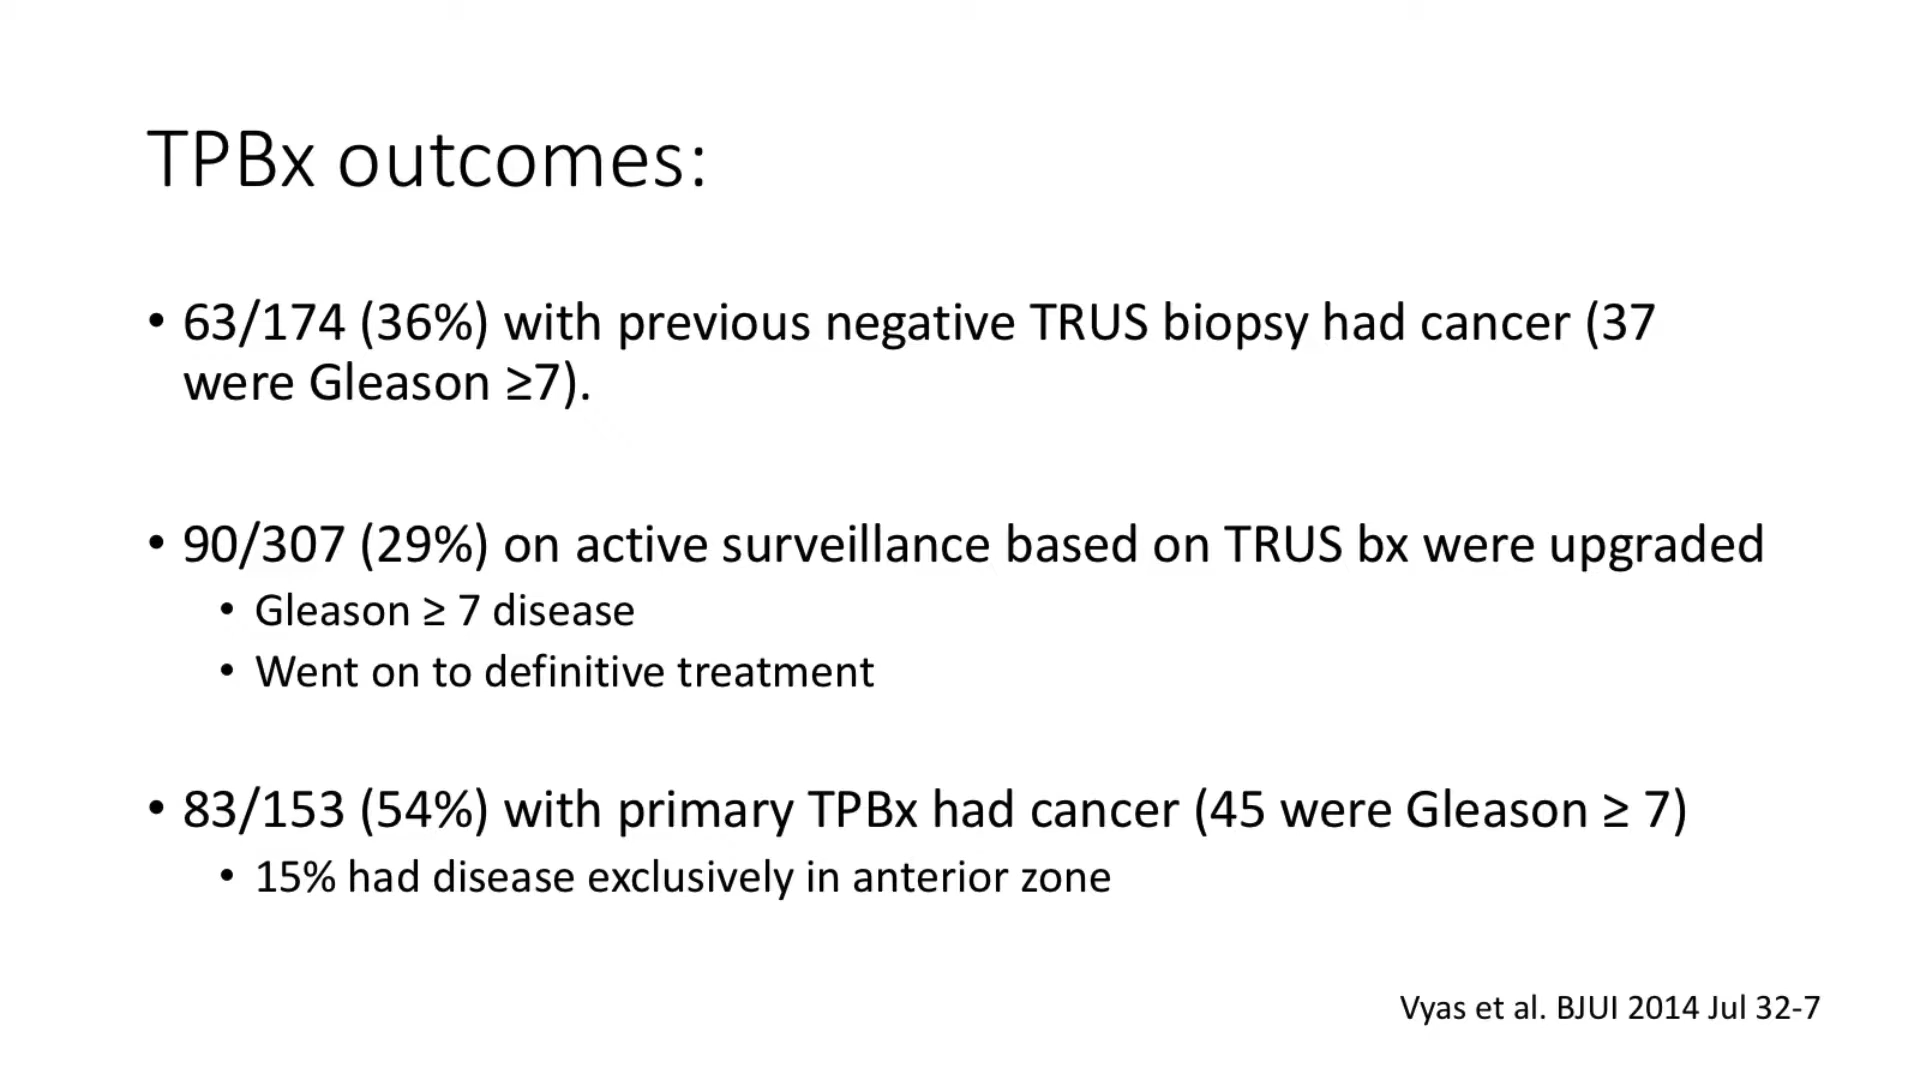 TPBx outcomes:
• 63/174 (36%) with previous negative TRUS biopsy had cancer (37
were Gleason ≥7).
• 90/307 (29%) on active surveillance based on TRUS bx were upgraded
• Gleason ≥ 7 disease
• Went on to definitive treatment
• 83/153 (54%) with primary TPBx had cancer (45 were Gleason ≥ 7)
• 15% had disease exclusively in anterior zone
Vyas et al. BJUI 2014 Jul 32-7